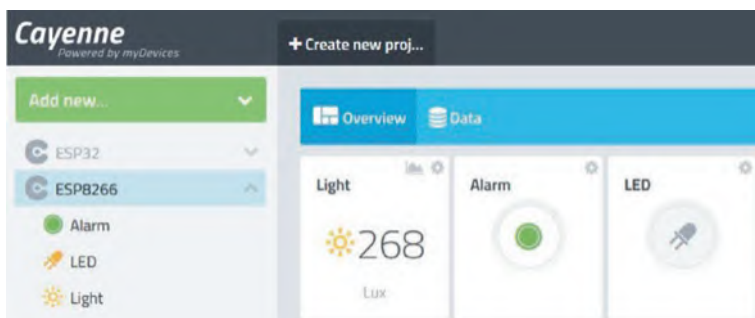 Cayenne
Powered by myDevices
+ Create new proj...
Add new...
Overview
Data
ESP32
ESP8266
Alarm
LED
Light
Light
268
Lux
Alarm
LED